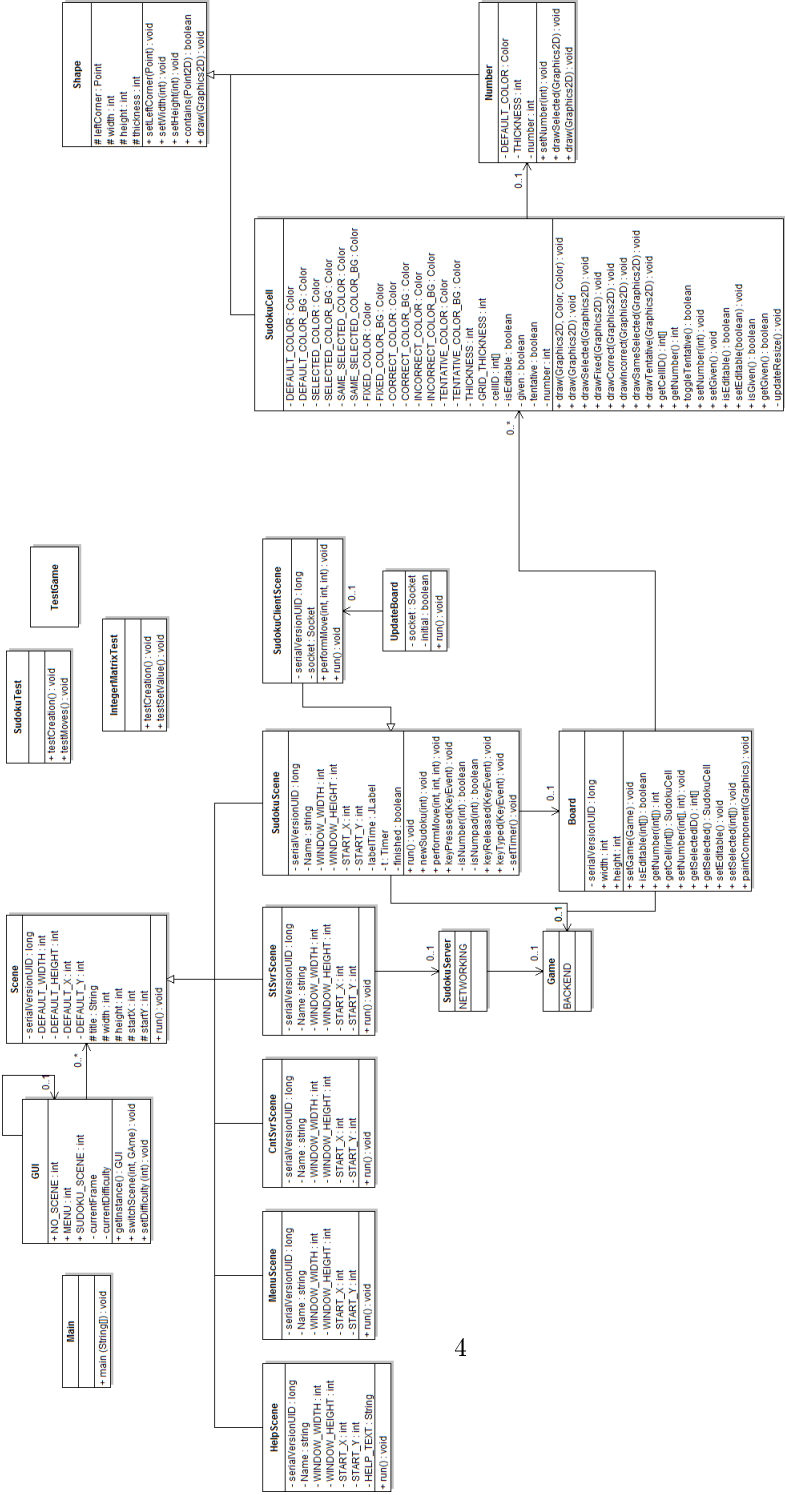 Main
+ main (String[]) : void
GUI
+ NO_SCENE : int
+ MENU : int
+ SUDOKU_SCENE : int
- currentFrame
- currentDifficulty
+ getInstance() : GUI
+ switchScene(int, GAme) : void
+ setDifficulty (int) : void
0..1
0..*
Scene
- serialVersionUID : long
- DEFAULT_WIDTH : int
- DEFAULT_HEIGHT : int
- DEFAULT_X : int
- DEFAULT_Y : int
# title : String
# width : int
# height : int
# startX : int
# startY : int
+ run() : void
SudokuTest
+ testCreation() : void
+ testMoves() : void
IntegerMatrixTest
+ testCreation() : void
+ testSetValue() : void
TestGame
Shape
# leftCorner : Point
# width : int
# height : int
# thickness : int
+ setLeftCorner(Point) : void
+ setWidth(int) : void
+ setHeight(int) : void
+ contains(Point2D) : boolean
+ draw(Graphics2D) : void
HelpScene
- serialVersionUID : long
- Name : string
- WINDOW_WIDTH : int
- WINDOW_HEIGHT : int
- START_X : int
- START_Y : int
- HELP_TEXT : String
+ run() : void
MenuScene
- serialVersionUID : long
- Name : string
- WINDOW_WIDTH : int
- WINDOW_HEIGHT : int
- START_X : int
- START_Y : int
+ run() : void
CntSvrScene
- serialVersionUID : long
- Name : string
- WINDOW_WIDTH : int
- WINDOW_HEIGHT : int
- START_X : int
- START_Y : int
+ run() : void
StSvrScene
- serialVersionUID : long
- Name : string
- WINDOW_WIDTH : int
- WINDOW_HEIGHT : int
- START_X : int
- START_Y : int
+ run() : void
SudokuScene
- serialVersionUID : long
- Name : string
- WINDOW_WIDTH : int
- WINDOW_HEIGHT : int
- START_X : int
- START_Y : int
- labelTime : JLabel
- t : Timer
- finished : boolean
+ run() : void
+ newSudoku(int) : void
+ performMove(int, int, int) : void
+ keyPressed(KeyEvent) : void
- isNumber(int) : boolean
- isNumpad(int) : boolean
+ keyReleased(KeyEvent) : void
+ keyTyped(KeyEvent) : void
- setTimer() : void
SudokuClientScene
- serialVersionUID : long
- socket : Socket
+ performMove(int, int, int) : void
+ run() : void
0..1
UpdateBoard
- socket : Socket
- initial : boolean
+ run() : void
SudokuCell
- DEFAULT_COLOR : Color
- DEFAULT_COLOR_BG : Color
- SELECTED_COLOR : Color
- SELECTED_COLOR_BG : Color
- SAME_SELECTED_COLOR : Color
- SAME_SELECTED_COLOR_BG : Color
- FIXED_COLOR : Color
- FIXED_COLOR_BG : Color
- CORRECT_COLOR : Color
- CORRECT_COLOR_BG : Color
- INCORRECT_COLOR : Color
- INCORRECT_COLOR_BG : Color
- TENTATIVE_COLOR : Color
- TENTATIVE_COLOR_BG : Color
- THICKNESS : int
- GRID_THICKNESS : int
- cellID : int[]
- isEditable : boolean
- given : boolean
- tentative : boolean
- number : int
+ draw(Graphics2D, Color, Color) : void
+ draw(Graphics2D) : void
+ drawSelected(Graphics2D) : void
+ drawFixed(Graphics2D) : void
+ drawCorrect(Graphics2D) : void
+ drawIncorrect(Graphics2D) : void
+ drawSameSelected(Graphics2D) : void
+ drawTentative(Graphics2D) : void
+ getCellID() : int[]
+ getNumber() : int
+ toggleTentative() : boolean
+ setNumber(int) : void
+ setGiven() : void
+ isEditable() : boolean
+ setEditable(boolean) : void
+ isGiven() : boolean
+ getGiven() : boolean
- updateResize() : void
0..1
Number
- DEFAULT_COLOR : Color
- THICKNESS : int
- number : int
+ setNumber(int) : void
+ drawSelected(Graphics2D) : void
+ draw(Graphics2D) : void
0..1
SudokuServer
NETWORKING
0..1
Game
BACKEND
0..1
0..1
Board
- serialVersionUID : long
+ width : int
+ height : int
+ setGame(Game) : void
+ isEditable(int[]) : boolean
+ getNumber(int[]) : int
+ getCell(int[]) : SudokuCell
+ setNumber(int[], int) : void
+ getSelectedID() : int[]
+ getSelected() : SudokuCell
+ setEditable() : void
+ setSelected(int[]) : void
+ paintComponent(Graphics) : void
0..*
4